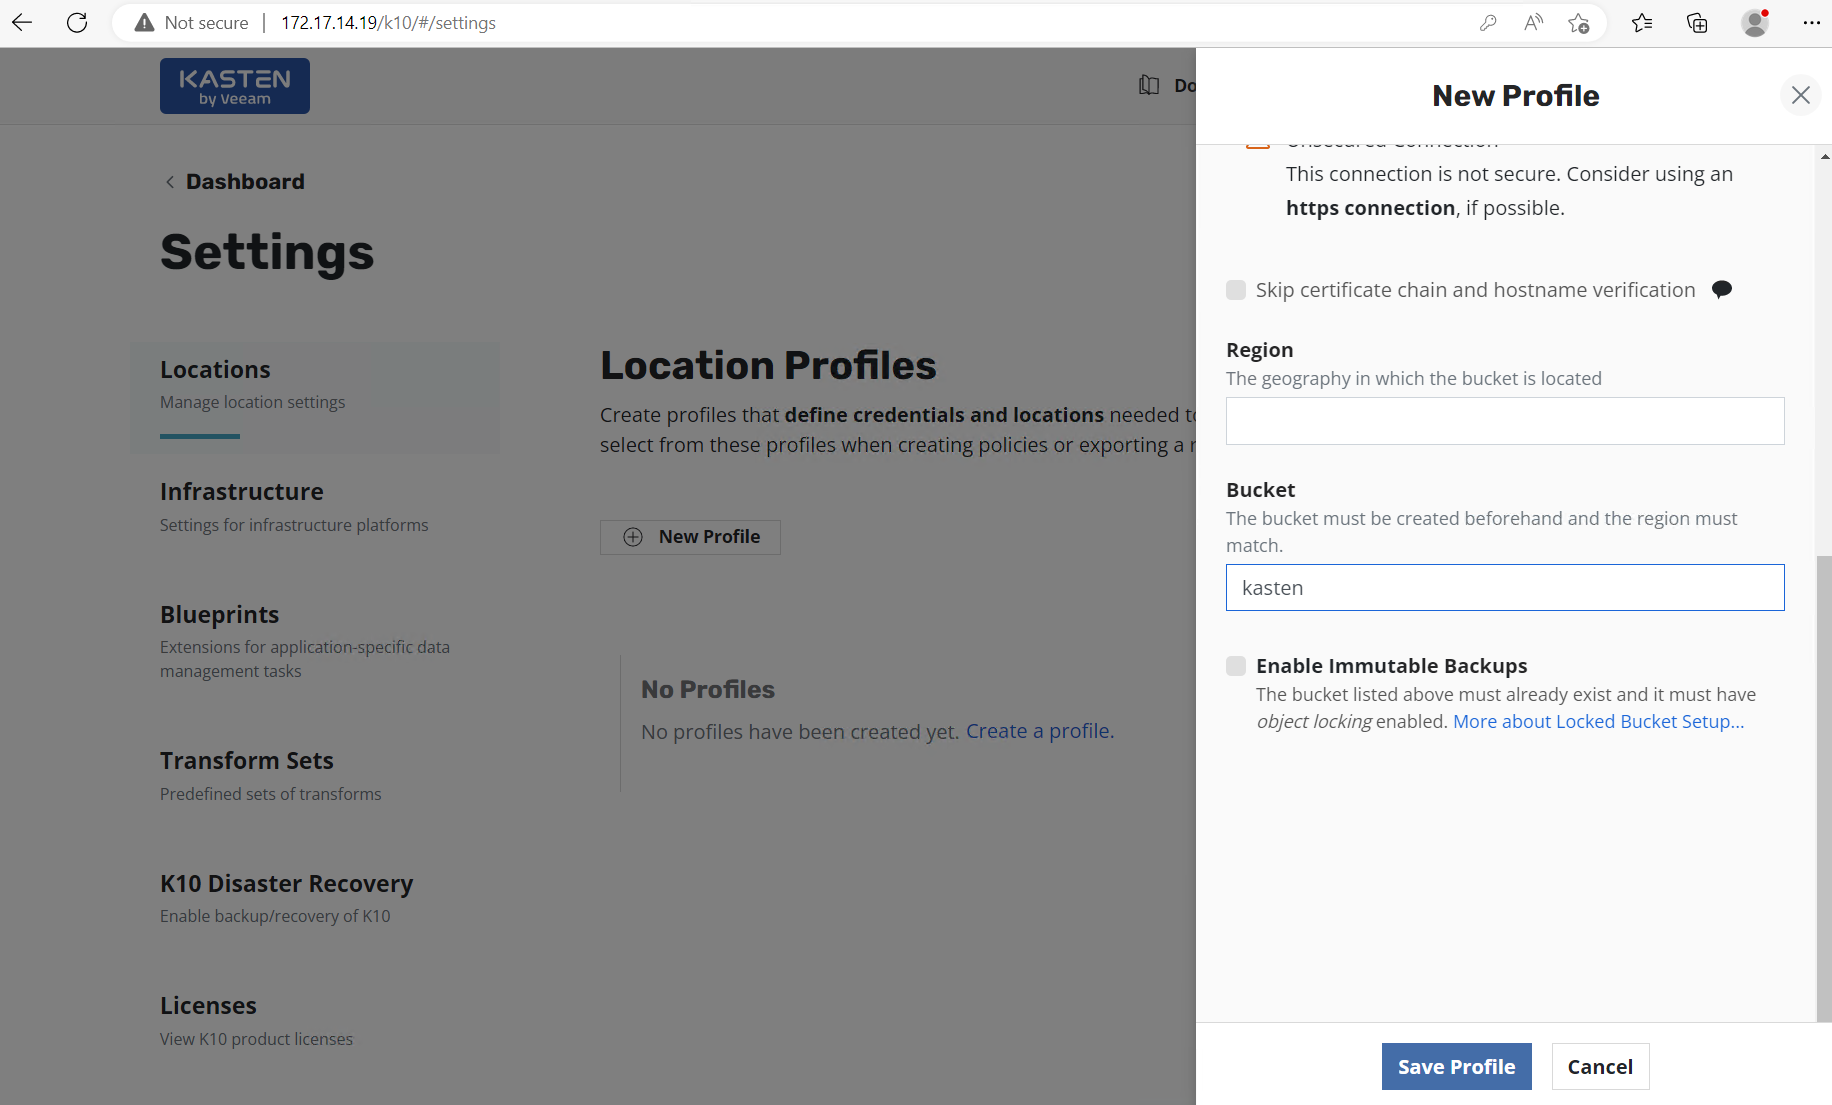 Not secure | 172.17.14.19/k10/#/settings
KASTEN
by Veeam
New Profile
Dashboard
Settings
Locations
Manage location settings
Infrastructure
Settings for infrastructure platforms
Blueprints
Extensions for application-specific data
management tasks
Transform Sets
Predefined sets of transforms
K10 Disaster Recovery
Enable backup/recovery of K10
Licenses
View K10 product licenses
Location Profiles
Create profiles that define credentials and locations needed
select from these profiles when creating policies or exporting a
New Profile
No Profiles
No profiles have been created yet. Create a profile.
Unsecured Connection
This connection is not secure. Consider using an
https connection, if possible.
Skip certificate chain and hostname verification
Region
The geography in which the bucket is located
Bucket
The bucket must be created beforehand and the region must
match.
kasten
Enable Immutable Backups
The bucket listed above must already exist and it must have
object locking enabled. More about Locked Bucket Setup...
Save Profile
Cancel